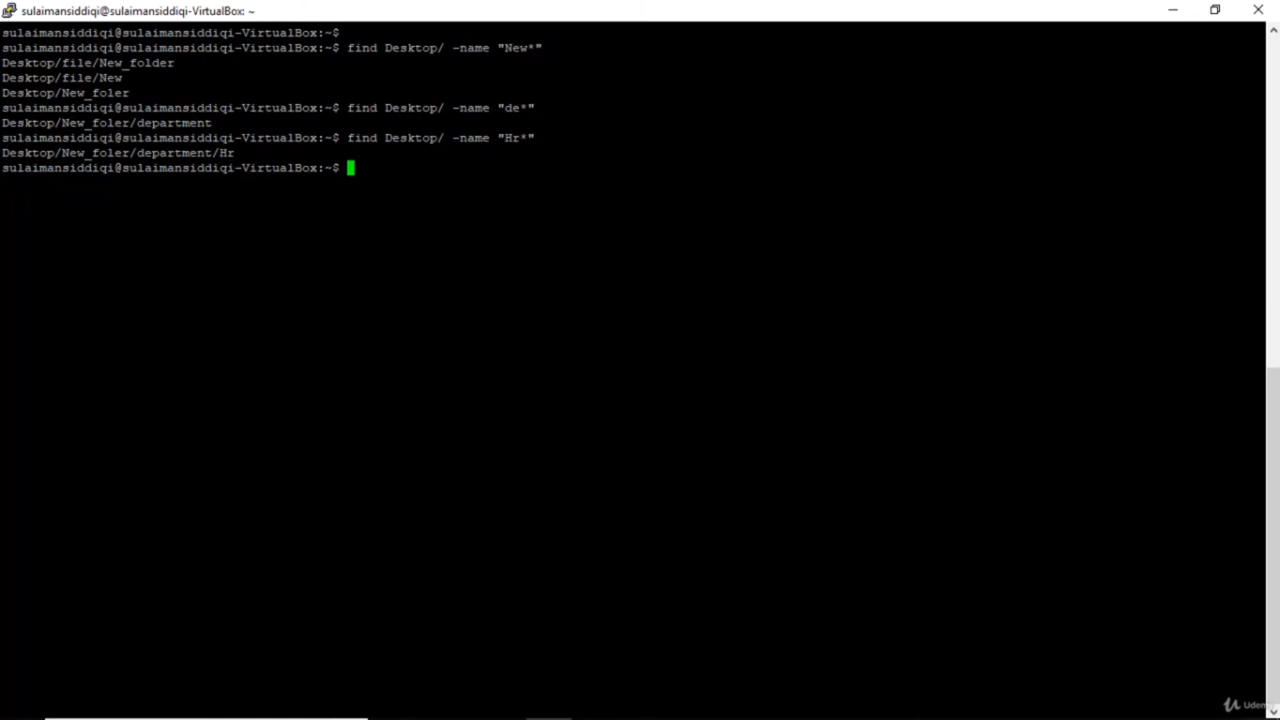 sulaimansiddiqi@sulaimansiddiqi-VirtualBox: ~
sulaimansiddiqi@sulaimansiddiqi-VirtualBox:~$
sulaimansiddiqi@sulaimansiddiqi-VirtualBox:~$ find Desktop/ -name "New*"
Desktop/file/New_folder
Desktop/file/New
Desktop/New_foler
sulaimansiddiqi@sulaimansiddiqi-VirtualBox:~$ find Desktop/ -name "de*"
Desktop/New_foler/department
sulaimansiddiqi@sulaimansiddiqi-VirtualBox:~$ find Desktop/ -name "Hr*"
Desktop/New_foler/department/Hr
sulaimansiddiqi@sulaimansiddiqi-VirtualBox:~$